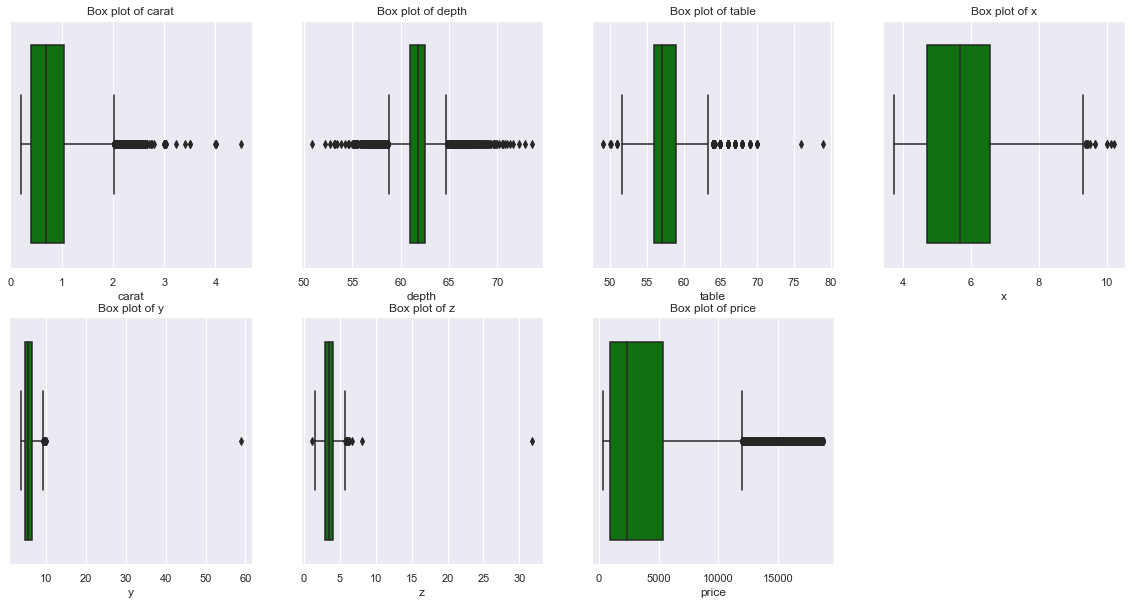 Box plot of carat
Box plot of depth
Box plot of table
Box plot of x
0 1 2 3 4
50 55 60 65 70
50 55 60 65 70 75 80
4 6 8 10
carat
depth
table
x
Box plot of y
Box plot of z
Box plot of price
10 20 30 40 50 60
0 5 10 15 20 25 30
0 5000 10000 15000
y
z
price